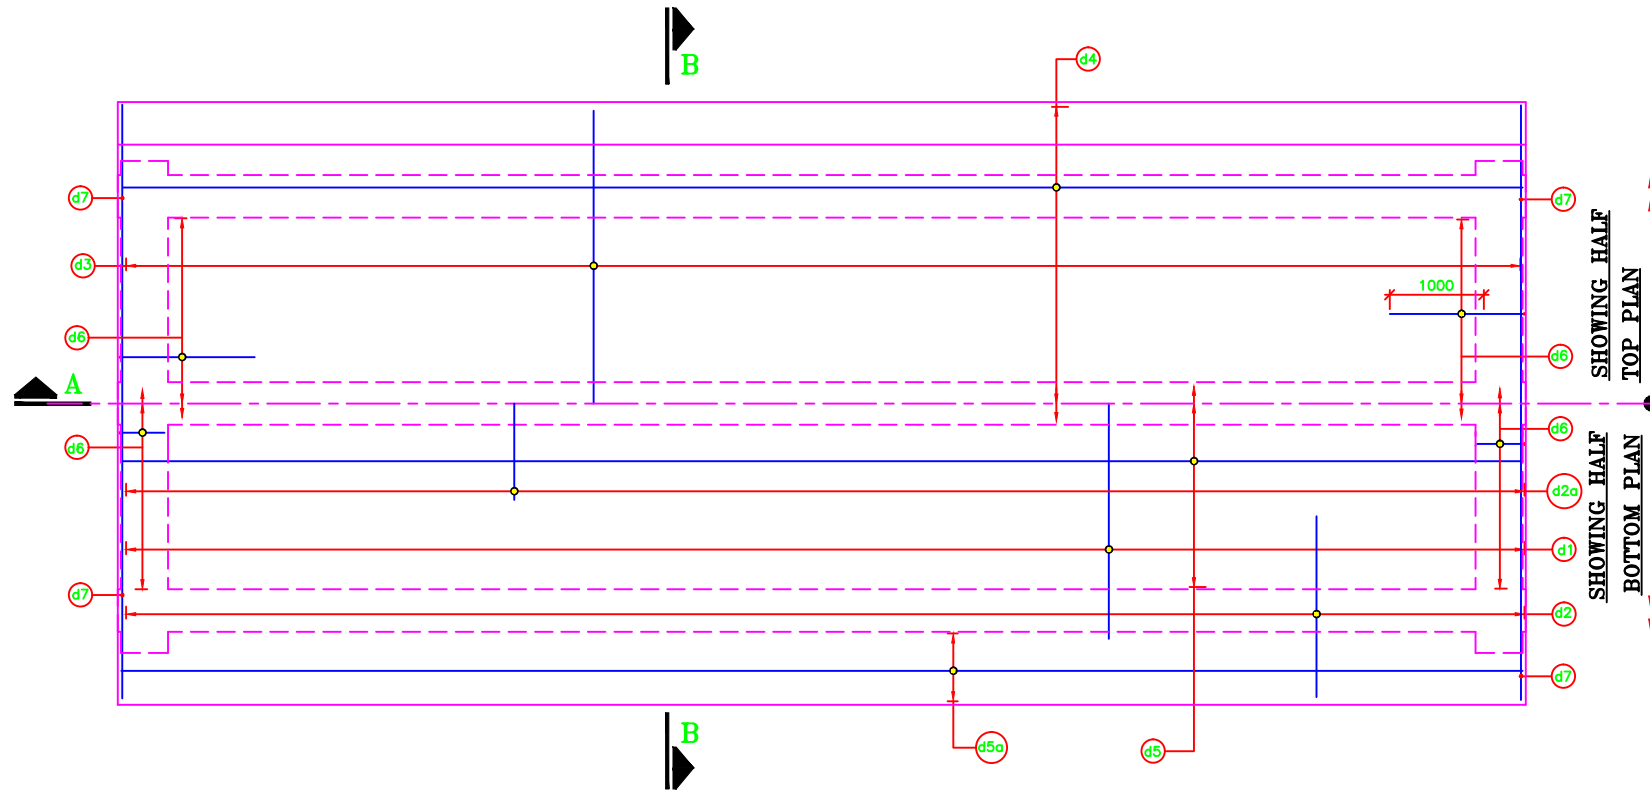 B
d4
d7
d7
d3
1000
d6
d6
A
d6
d6
d2a
d1
d7
d2
d7
B
d5a
d5
SHOWING HALF
TOP PLAN
SHOWING HALF
BOTTOM PLAN